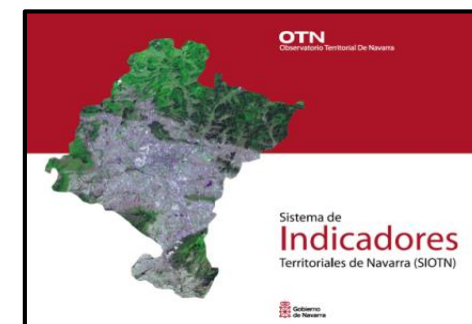 OTN
Observatorio Territorial De Navarra
Sistema de
Indicadores
Territoriales de Navarra (SIOTN)
Gobierno
de Navarra